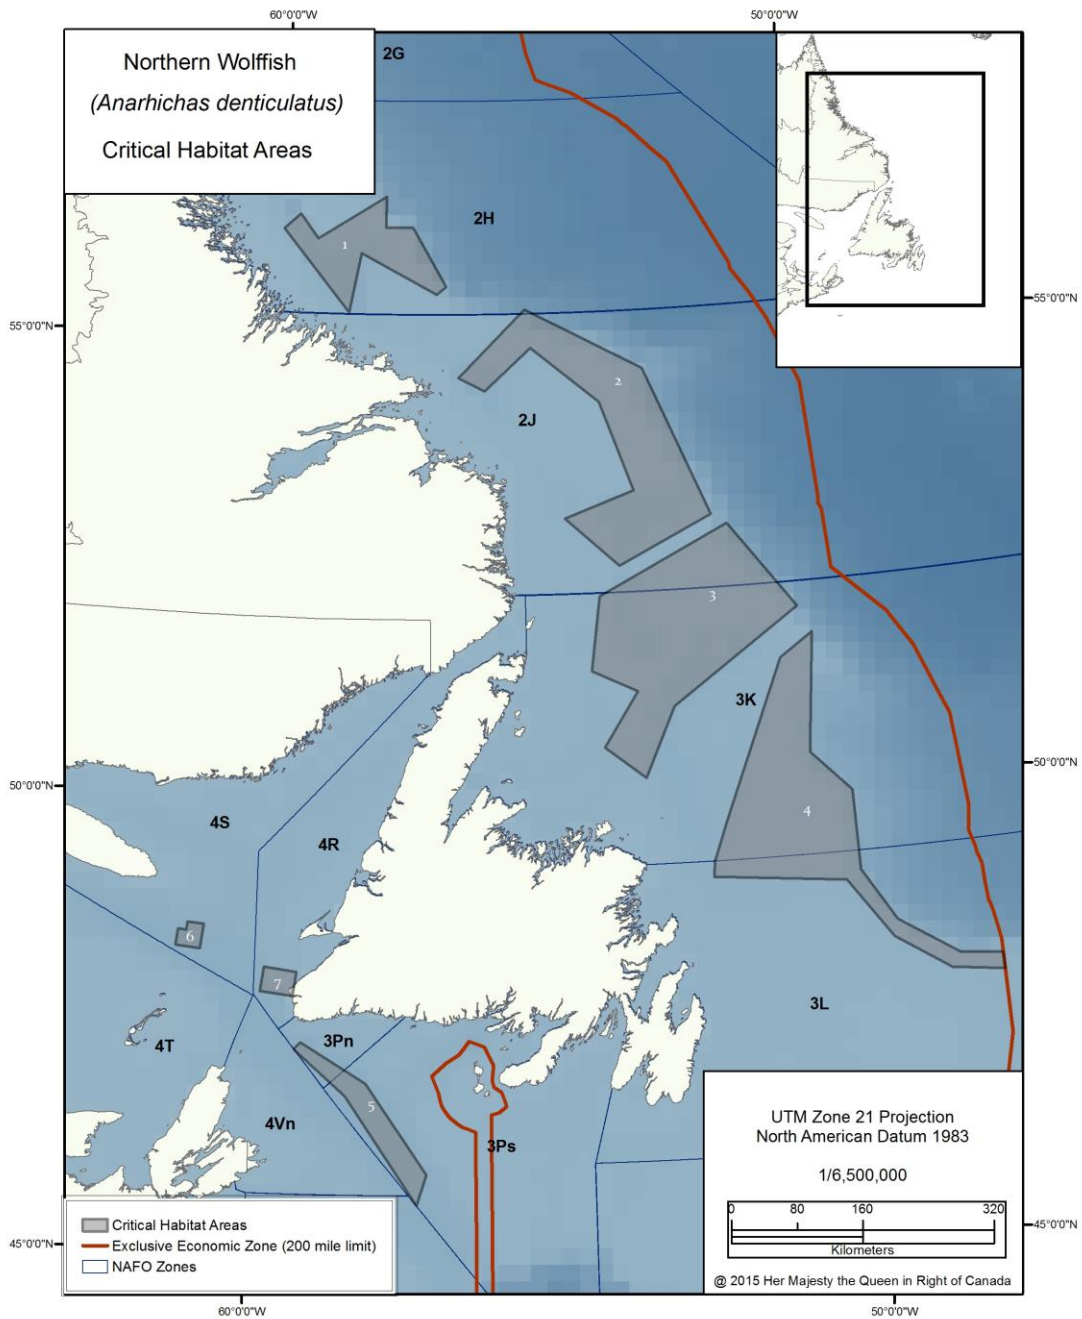 60°0'0"W
50°0'0"W
Northern Wolffish
(Anarhichas denticulatus)
Critical Habitat Areas
2G
2H
1
55°0'0"N
55°0'0"N
2
2J
3
3K
50°0'0"N
50°0'0"N
4
4S
4R
6
7
3L
4T
3Pn
5
4Vn
3Ps
UTM Zone 21 Projection
North American Datum 1983
1/6,500,000
0 80 160 320
Kilometers
@ 2015 Her Majesty the Queen in Right of Canada
Critical Habitat Areas
Exclusive Economic Zone (200 mile limit)
NAFO Zones
45°0'0"N
45°0'0"N
60°0'0"W
50°0'0"W